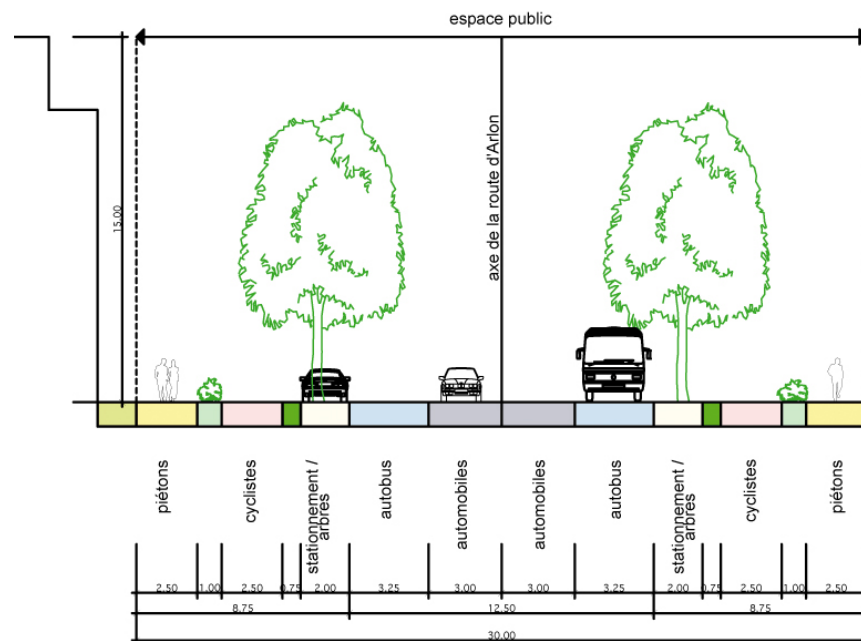 espace public
axe de la route d'Arlon
15.00
piétons
cyclistes
stationnement /
arbres
autobus
automobiles
automobiles
autobus
stationnement /
arbres
cyclistes
piétons
2.50 1.00 2.50 0.75 2.00 3.25 3.00 3.00 3.25 2.00 0.75 2.50 1.00 2.50
8.75 12.50 8.75
30.00